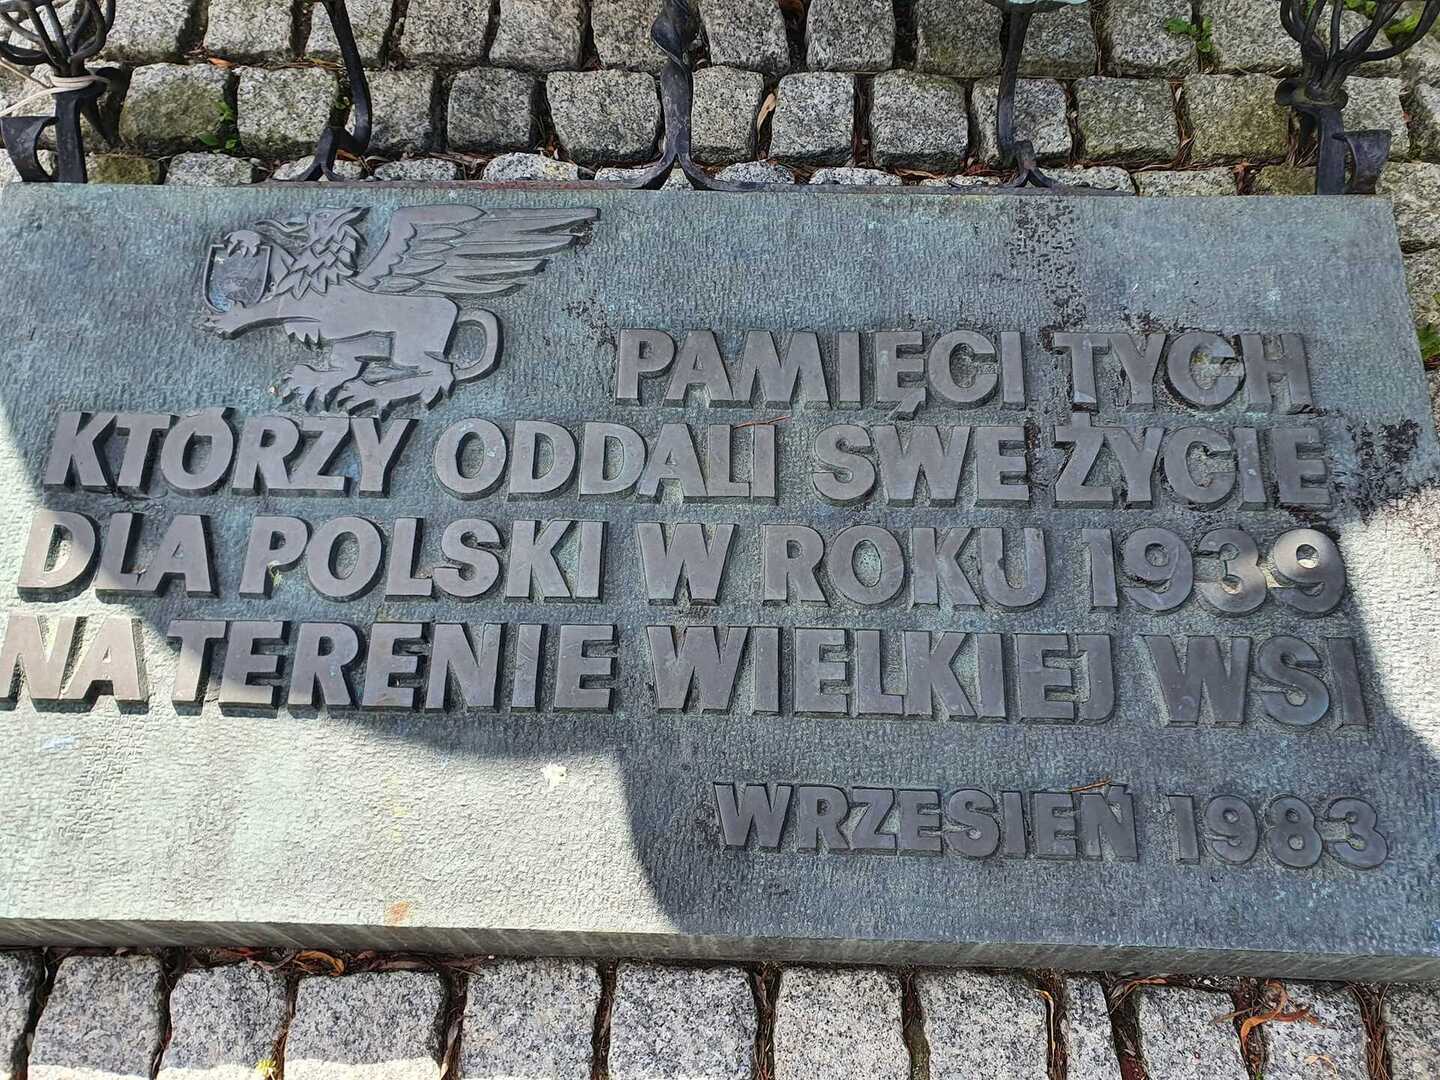 PAMIĘCI TYCH
KTÓRZY ODDALI SWE ŻYCIE
DLA POLSKI W ROKU 1939
NA TERENIE WIELKIEJ WSI
WRZESIEŃ 1983